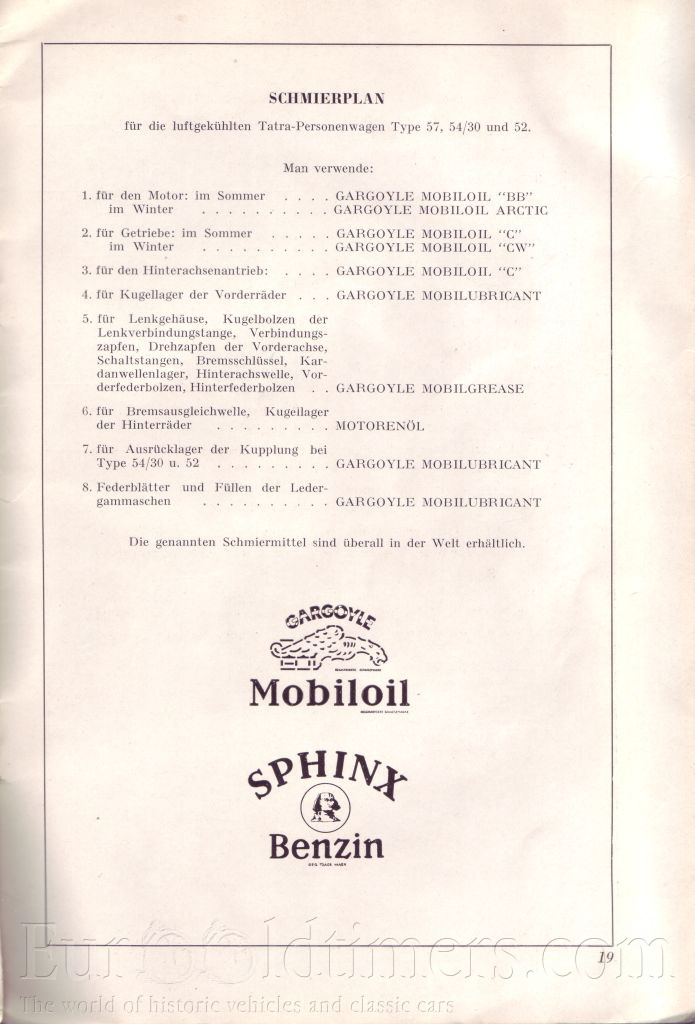 SCHMIERPLAN
für die luftgekühlten Tatra-Personenwagen Type 57, 54/30 und 52.
Man verwende:
1. für den Motor: im Sommer . . . . GARGOYLE MOBILOIL “BB”
im Winter . . . . . . . . . . GARGOYLE MOBILOIL ARCTIC
2. für Getriebe: im Sommer . . . . . GARGOYLE MOBILOIL “C”
im Winter . . . . . . . . . . GARGOYLE MOBILOIL “CW”
3. für den Hinterachsenantrieb: . . . . GARGOYLE MOBILOIL “C”
4. für Kugellager der Vorderräder . . . GARGOYLE MOBILUBRICANT
5. für Lenkgehäuse, Kugelbolzen der
Lenkverbindungstange, Verbindungs-
zapfen, Drehzapfen der Vorderachse,
Schaltstangen, Bremsschlüssel, Kar-
danwellenlager, Hinterachswelle, Vor-
derfederbolzen, Hinterfederbolzen . . GARGOYLE MOBILGREASE
6. für Bremsausgleichwelle, Kugellager
der Hinterräder . . . . . . . . . MOTORENÖL
7. für Ausrücklager der Kupplung bei
Type 54/30 u. 52 . . . . . . . . . GARGOYLE MOBILUBRICANT
8. Federblätter und Füllen der Leder-
gammaschen . . . . . . . . . . GARGOYLE MOBILUBRICANT
Die genannten Schmiermittel sind überall in der Welt erhältlich.
GARGOYLE
Mobiloil
SPHINX
Benzin
19
EuroOldtimers.com
The world of historic vehicles and classic cars